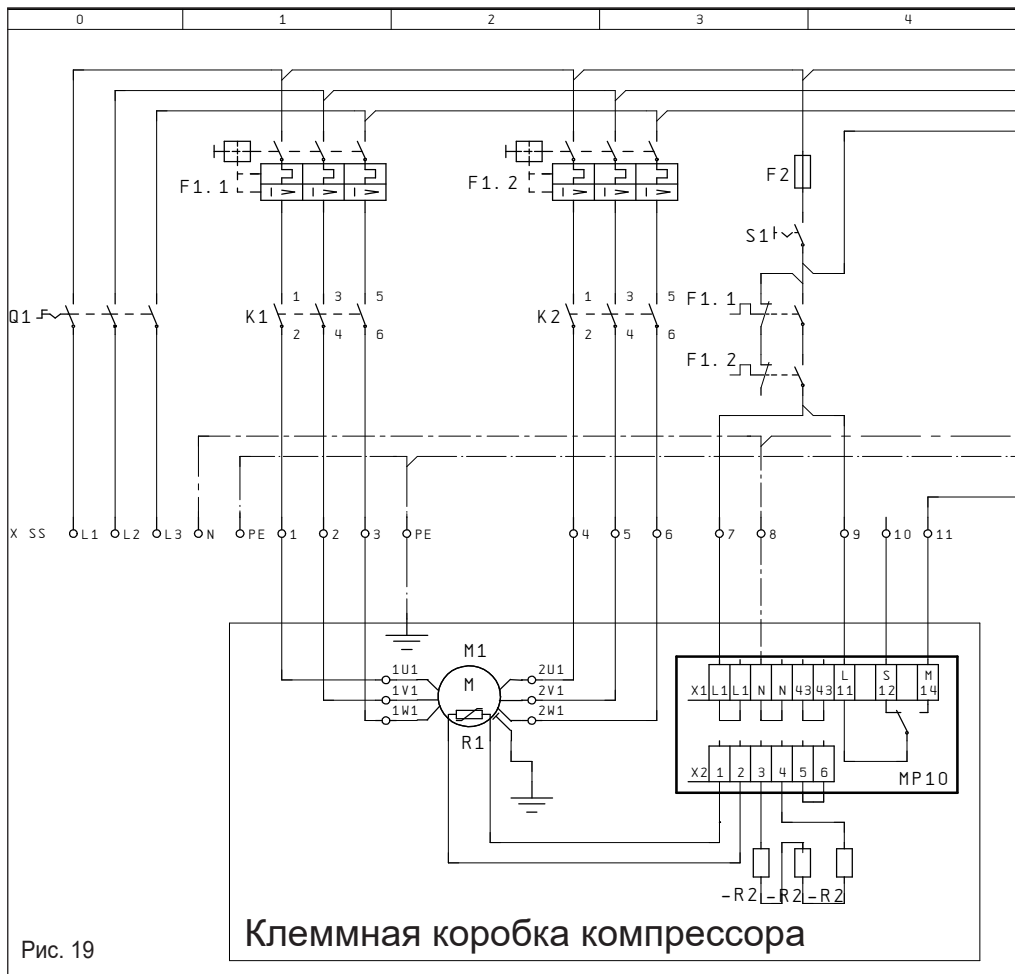 0 1 2 3 4
F1.1 F1.2 F2
I> I> I> I> I> I>
S1
F1.1
1 3 5 1 3 5
Q1 K1 K2
2 4 6 2 4 6
F1.2
X SS L1 L2 L3 N PE 1 2 3 PE 4 5 6 7 8 9 10 11
M1
1U1 M 2U1
1V1 2V1
1W1 2W1
R1
L S M
X1 L1 L1 N N 43 43 11 12 14
X2 1 2 3 4 5 6 MP10
-R2 -R2 -R2
Клеммная коробка компрессора
Рис. 19